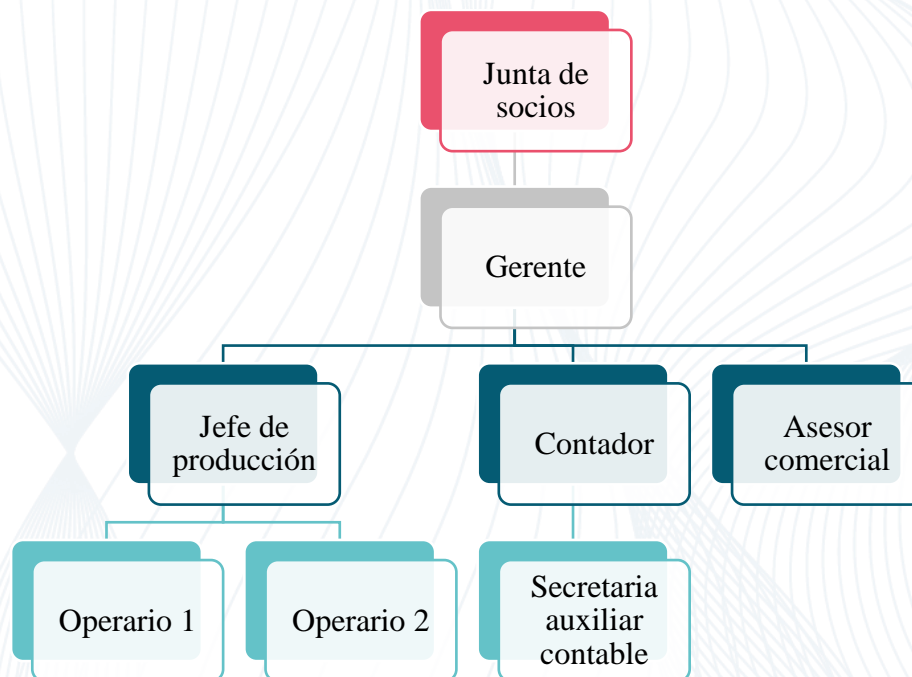 Junta de
socios
Gerente
Jefe de
producción
Contador
Asesor
comercial
Operario 1
Operario 2
Secretaria
auxiliar
contable